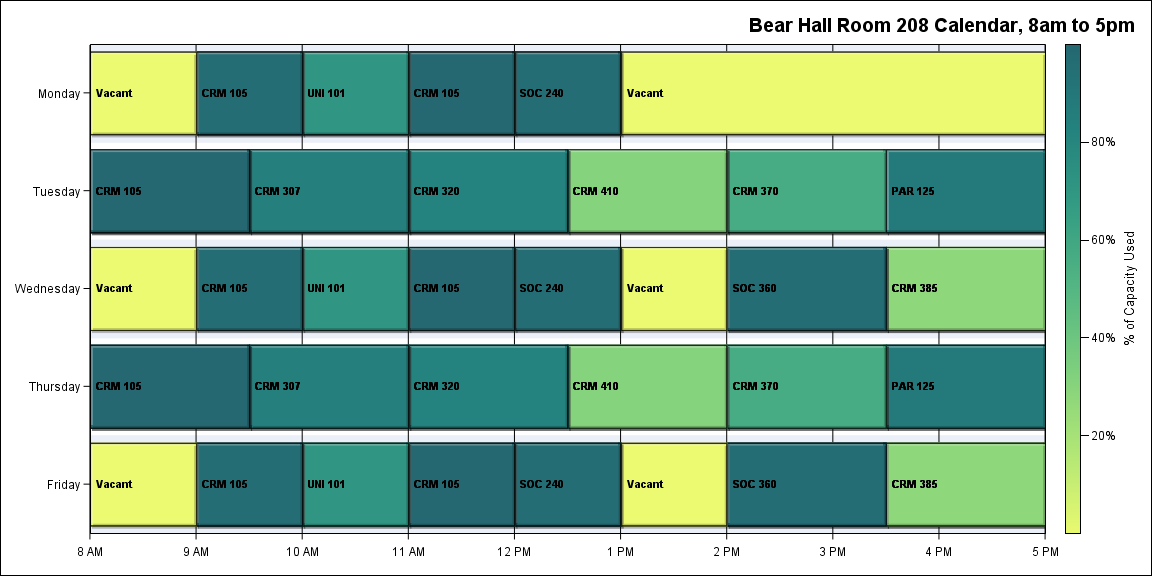 Bear Hall Room 208 Calendar, 8am to 5pm
Monday
Vacant
CRM 105
UNI 101
CRM 105
SOC 240
Vacant
Tuesday
CRM 105
CRM 307
CRM 320
CRM 410
CRM 370
PAR 125
Wednesday
Vacant
CRM 105
UNI 101
CRM 105
SOC 240
Vacant
SOC 360
CRM 385
Thursday
CRM 105
CRM 307
CRM 320
CRM 410
CRM 370
PAR 125
Friday
Vacant
CRM 105
UNI 101
CRM 105
SOC 240
Vacant
SOC 360
CRM 385
8 AM
9 AM
10 AM
11 AM
12 PM
1 PM
2 PM
3 PM
4 PM
5 PM
80%
60%
40%
20%
% of Capacity Used